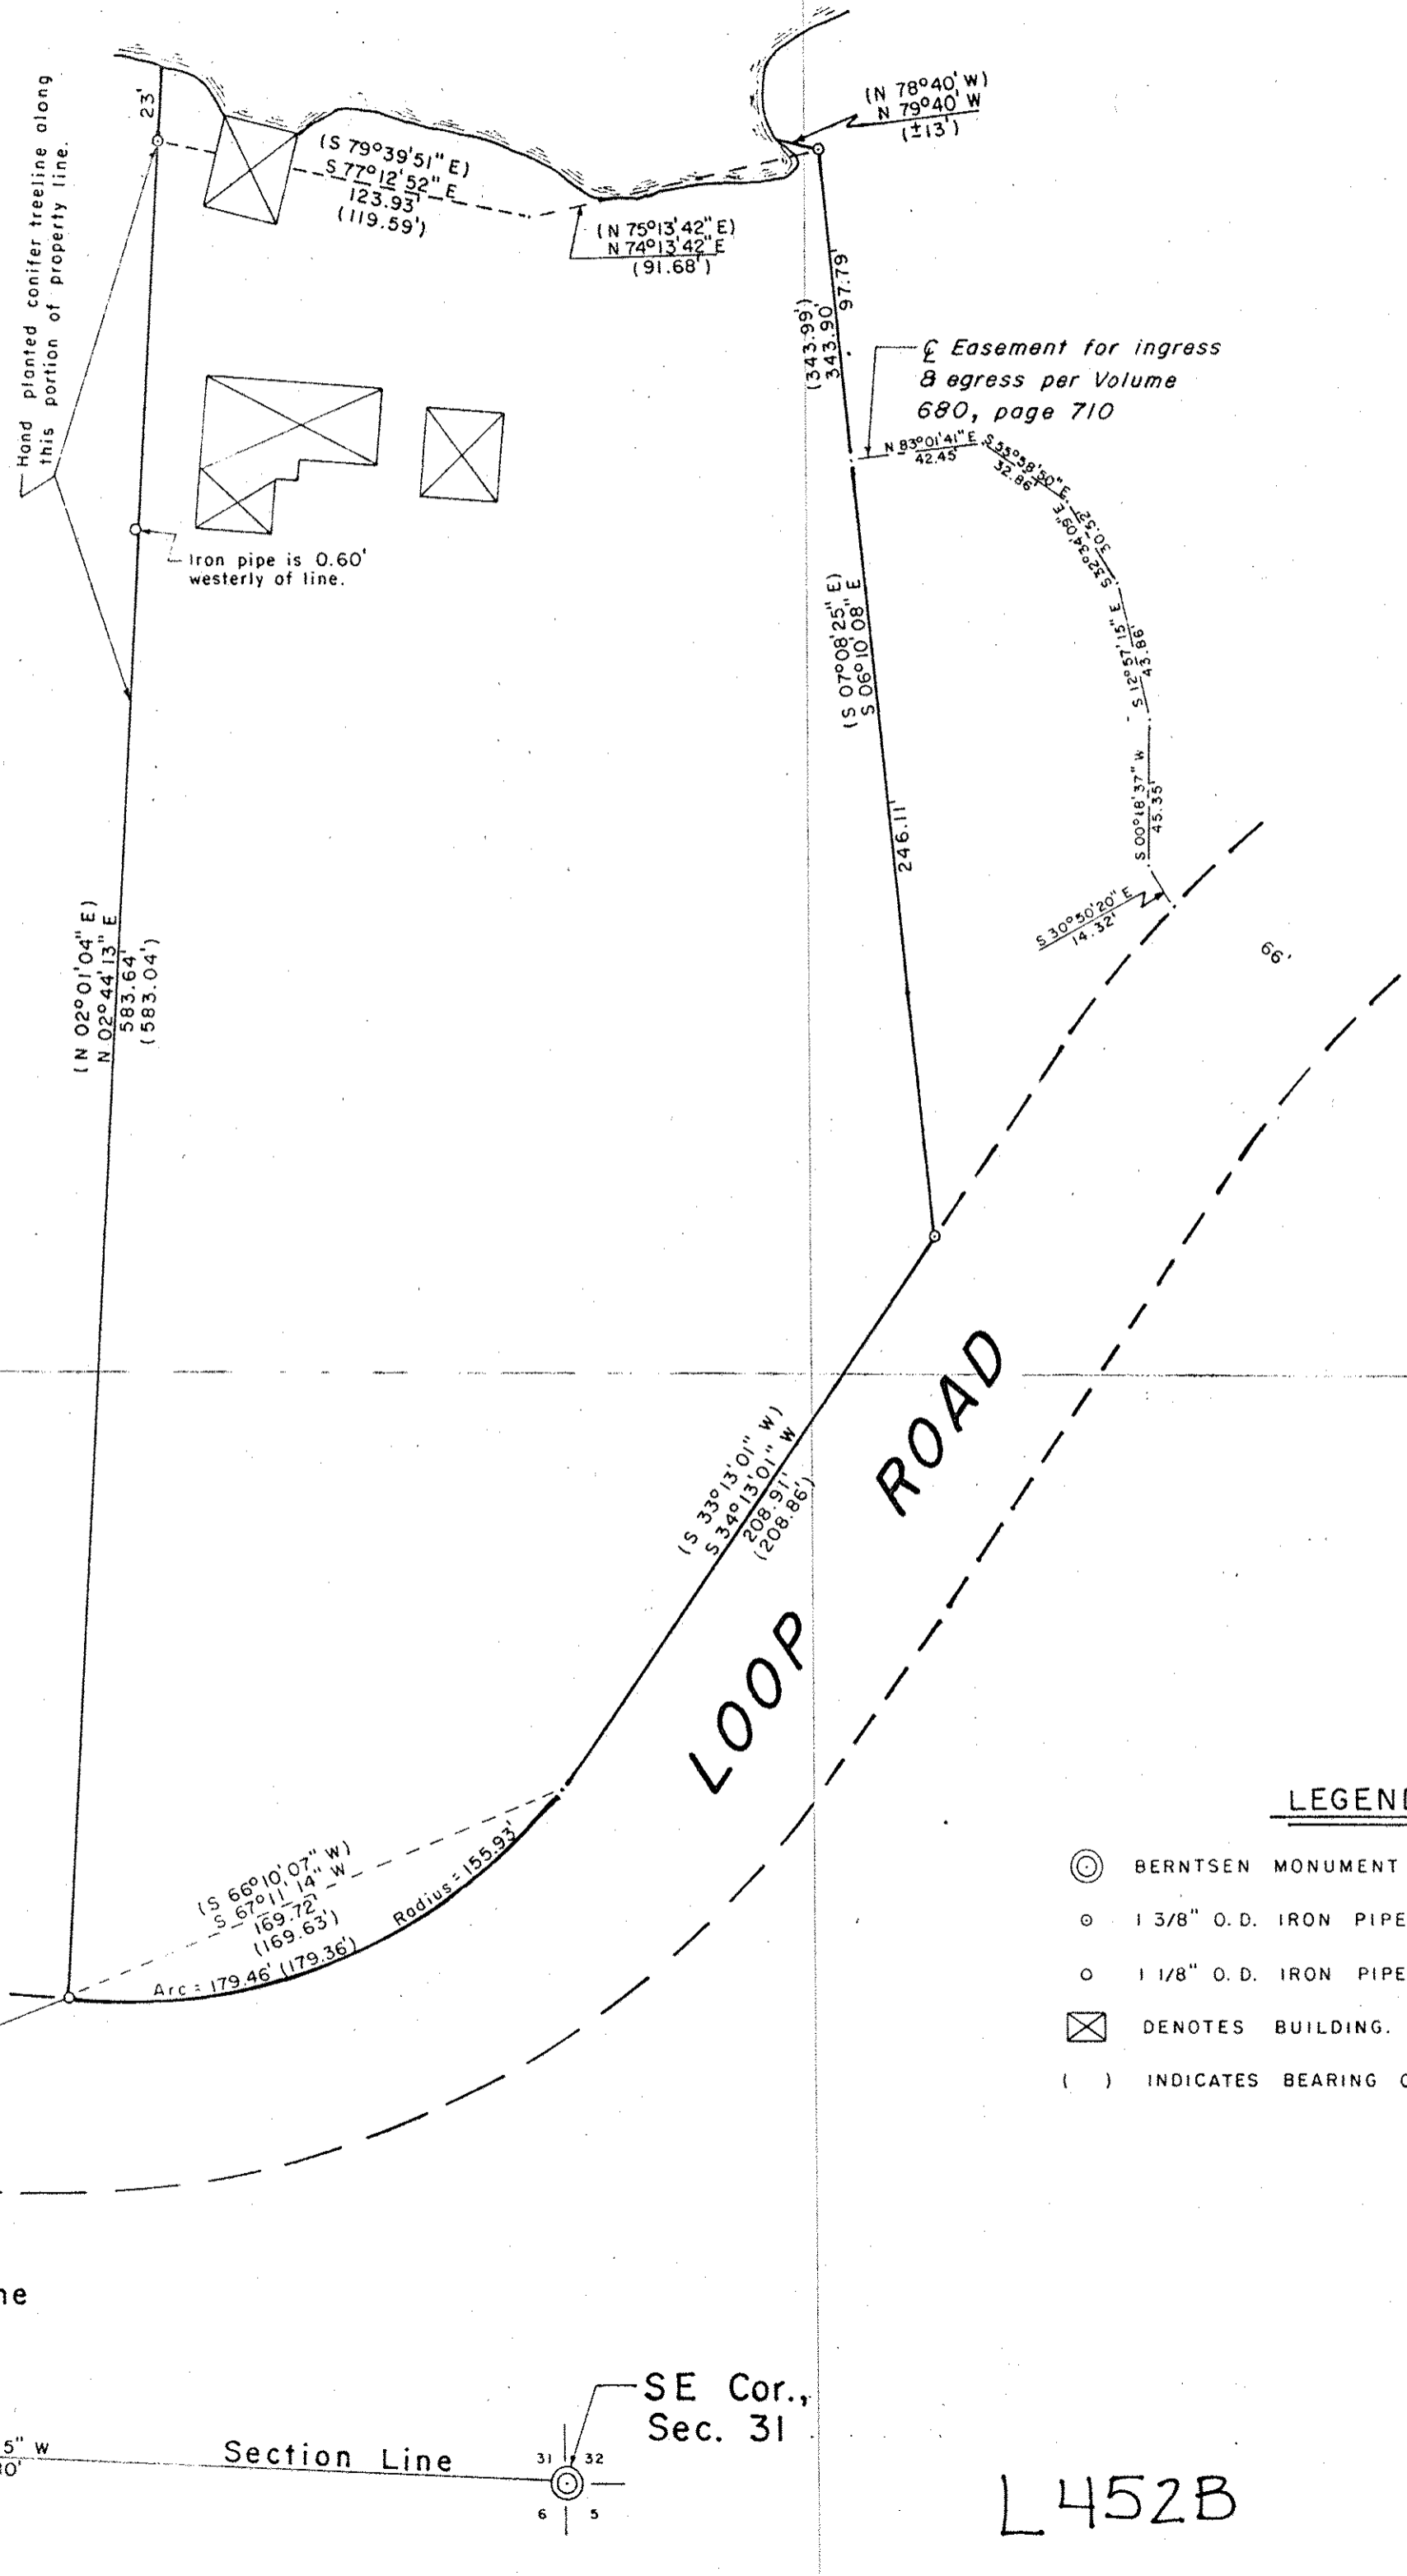 Hand planted conifer treeline along
this portion of property line.
23'
(S 79°39'51" E)
S 77°12'52" E
123.93'
(119.59')
(N 75°13'42" E)
N 74°13'42" E
(91.68')
(N 78°40' W)
N 79°40' W
(±13')
97.79'
(343.99')
343.90'
℄ Easement for ingress
& egress per Volume
680, page 710
N 83°01'41" E
42.45'
S 55°58'50" E
32.86'
S 32°34'09" E
30.52'
S 12°57'15" E
43.86'
S 00°18'37" W
45.35'
S 30°50'20" E
14.32'
66'
Iron pipe is 0.60'
westerly of line.
(S 07°08'25" E)
S 06°10'08" E
246.11'
(N 02°01'04" E)
N 02°44'13" E
583.64'
(583.04')
(S 33°13'01" W)
S 34°13'01" W
208.91'
(208.86')
LOOP ROAD
(S 66°10'07" W)
S 67°11'14" W
169.72'
(169.63')
Radius = 155.93'
Arc = 179.46' (179.36')
LEGEND
BERNTSEN MONUMENT
1 3/8" O.D. IRON PIPE
1 1/8" O.D. IRON PIPE
DENOTES BUILDING.
( ) INDICATES BEARING O
ne
SE Cor.,
Sec. 31
5" W
Section Line
31 32
6 5
L452B